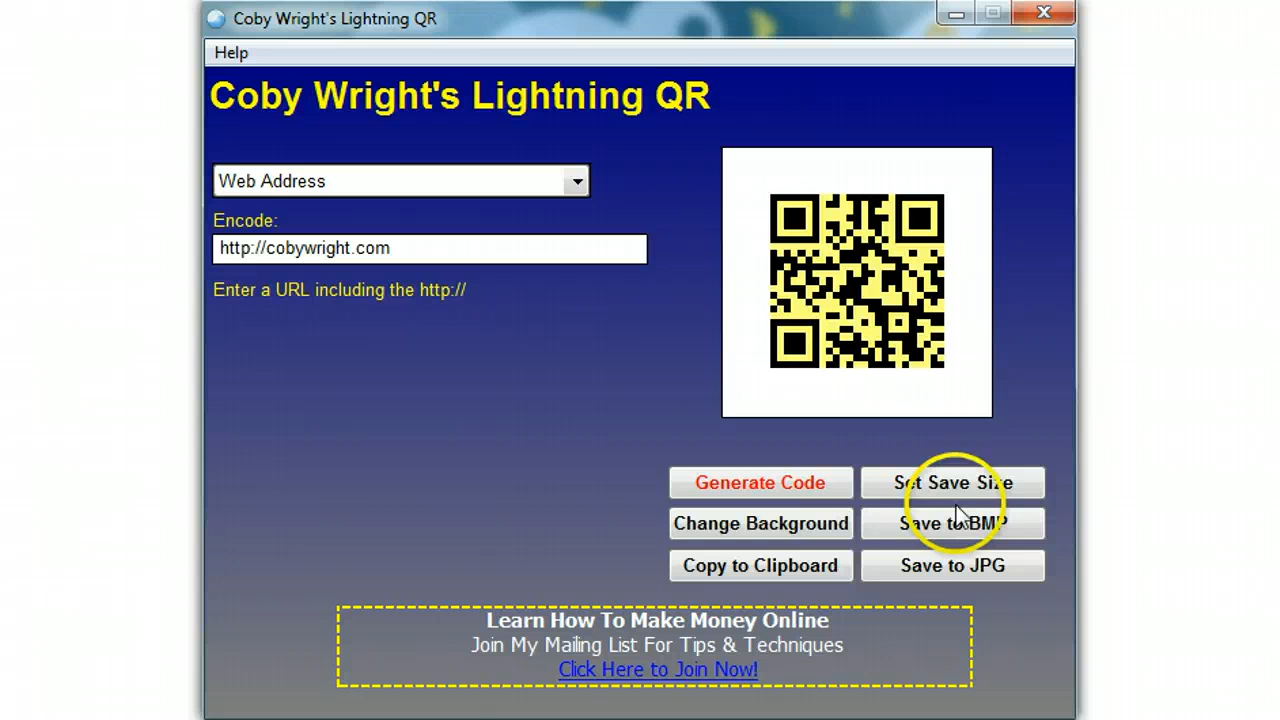 Coby Wright's Lightning QR
Help
Coby Wright's Lightning QR
Web Address
Encode:
http://cobywright.com
Enter a URL including the http://
Generate Code
Set Save Size
Change Background
Save to BMP
Copy to Clipboard
Save to JPG
Learn How To Make Money Online
Join My Mailing List For Tips & Techniques
Click Here to Join Now!